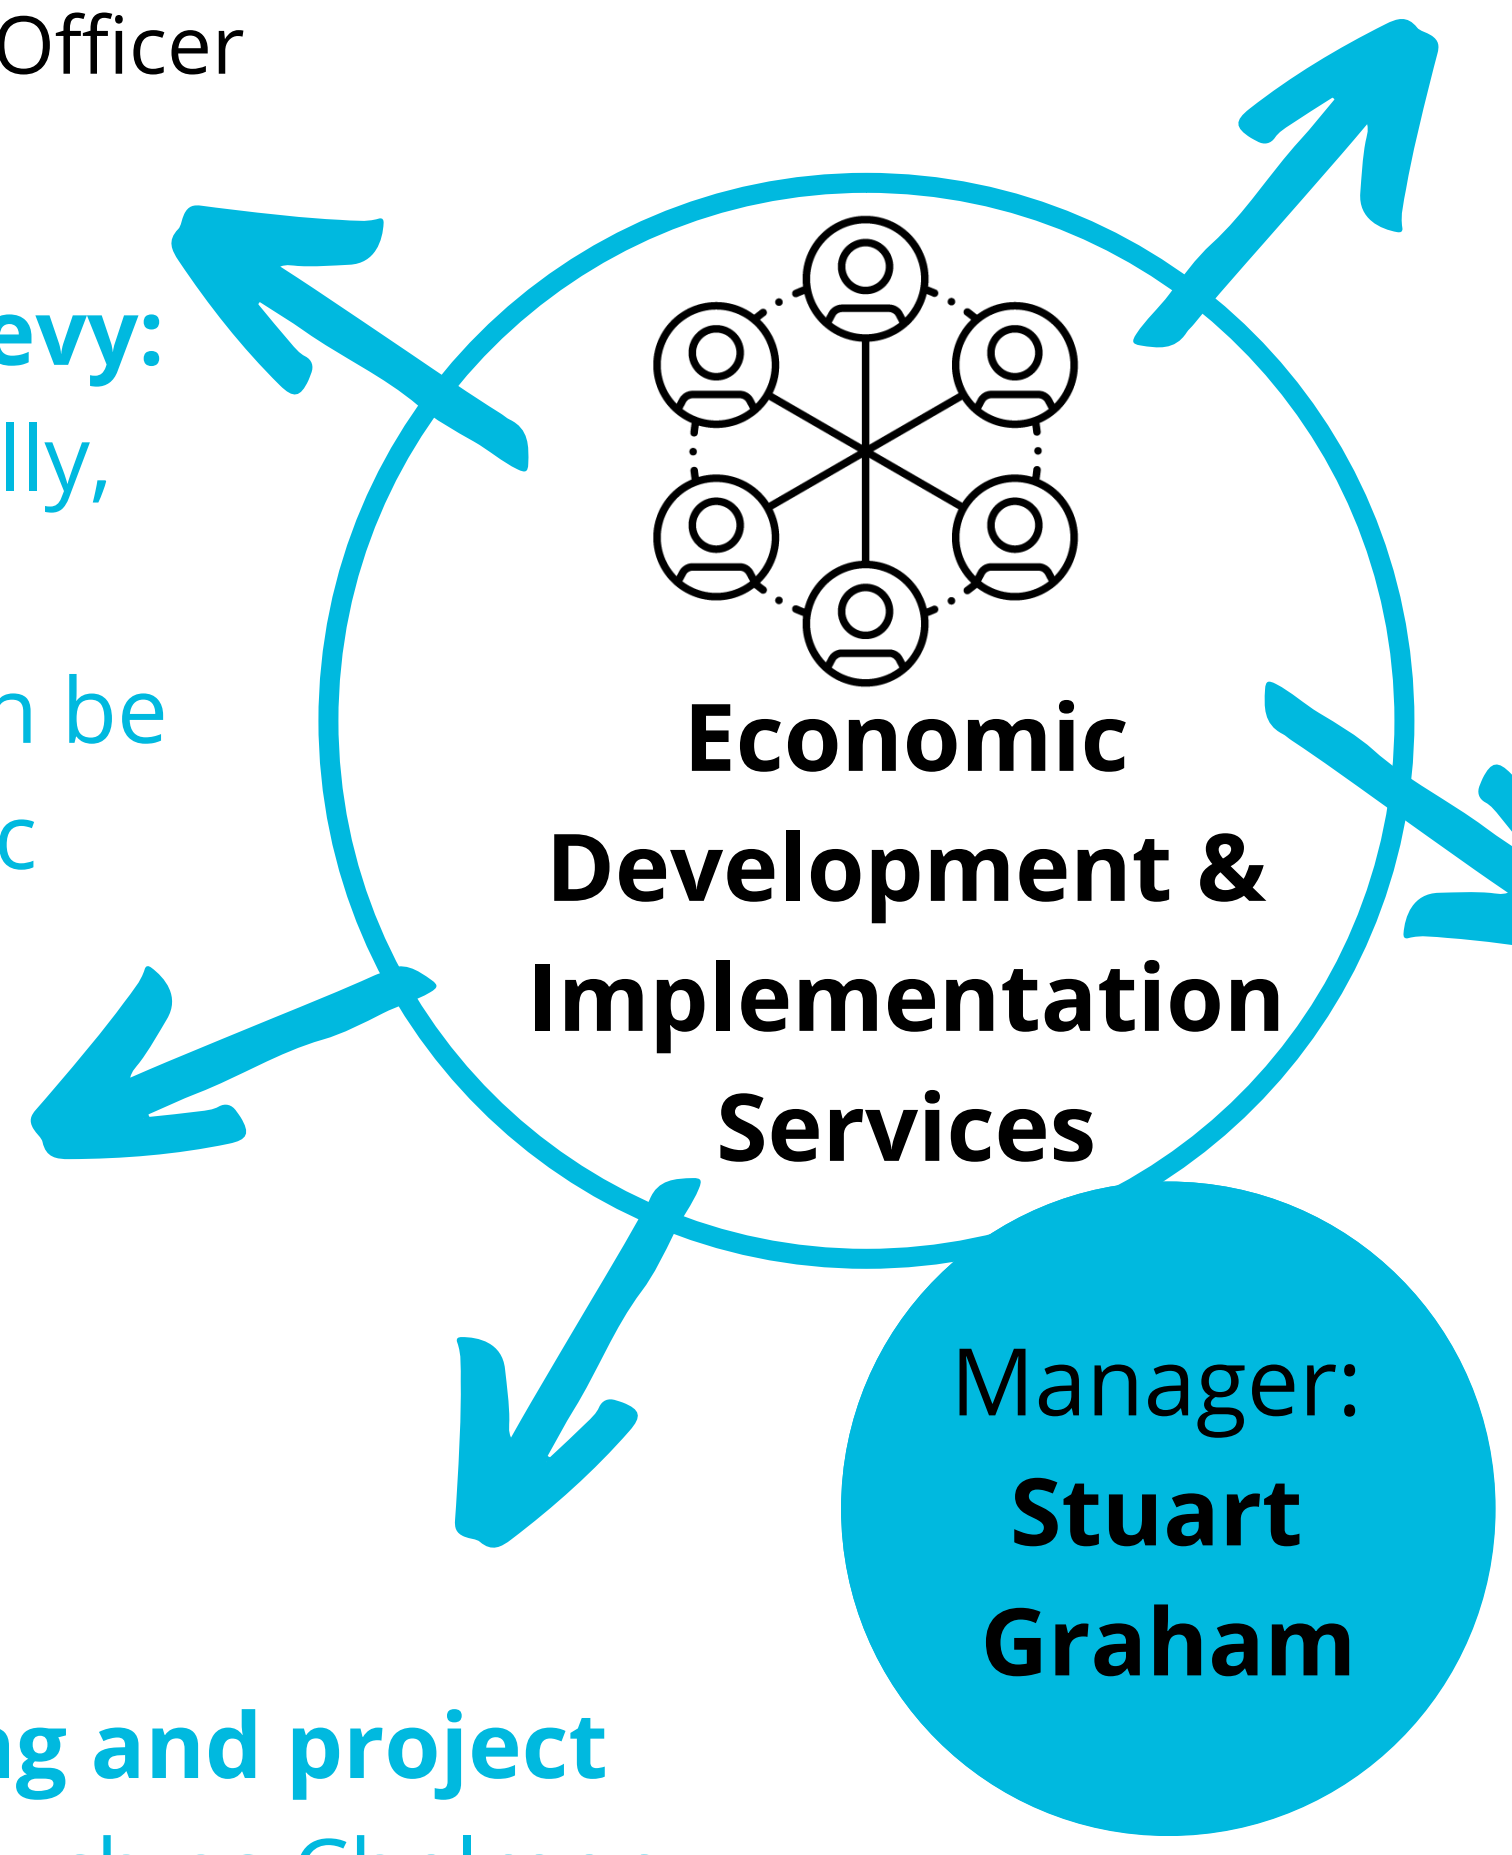 Officer
evy:
lly,
n be
c
Economic
Development &
Implementation
Services
Manager:
Stuart
Graham
ng and project